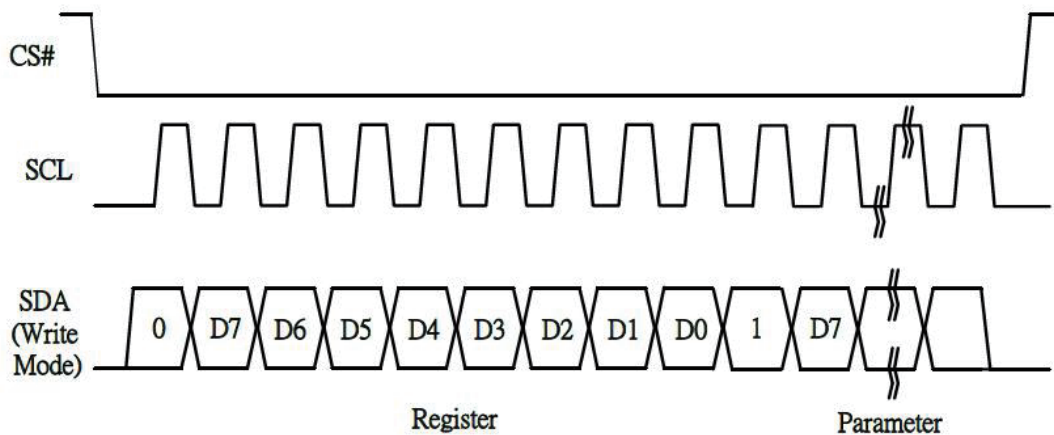 CS#
SCL
SDA
(Write
Mode)
0 D7 D6 D5 D4 D3 D2 D1 D0 1 D7
Register Parameter